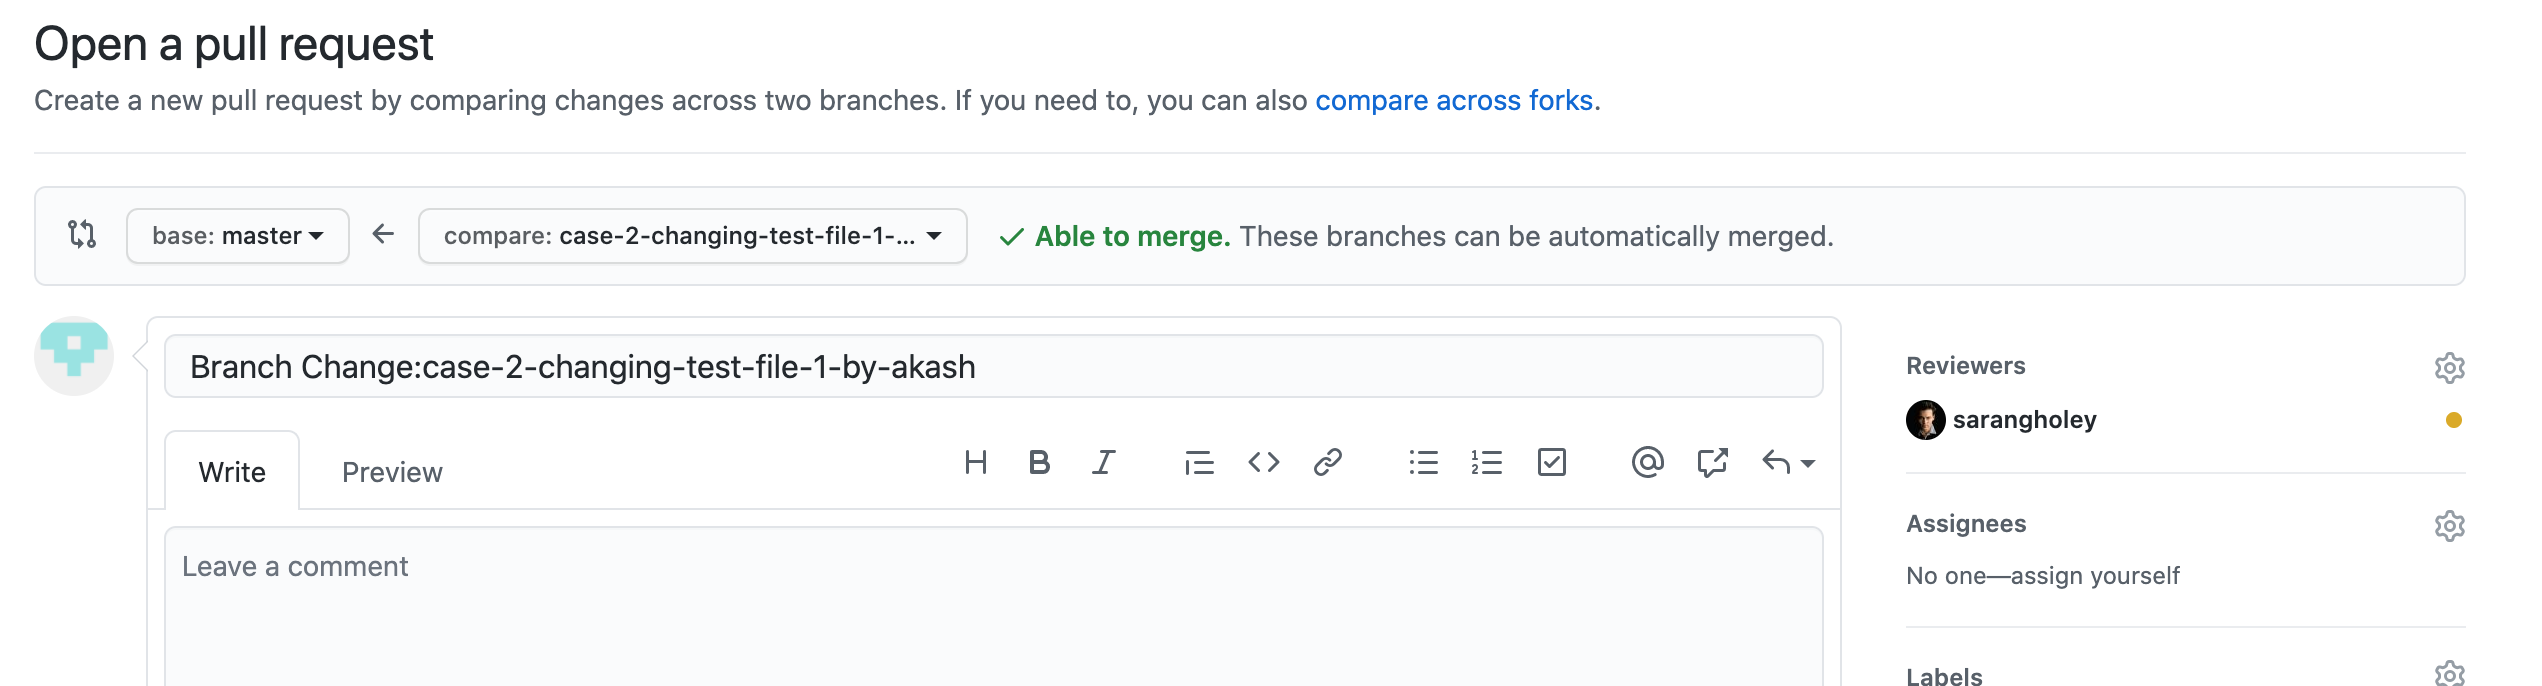 Open a pull request
Create a new pull request by comparing changes across two branches. If you need to, you can also compare across forks.
base: master
compare: case-2-changing-test-file-1-...
Able to merge. These branches can be automatically merged.
Branch Change:case-2-changing-test-file-1-by-akash
Write
Preview
Leave a comment
Reviewers
sarangholey
Assignees
No one—assign yourself
Labels